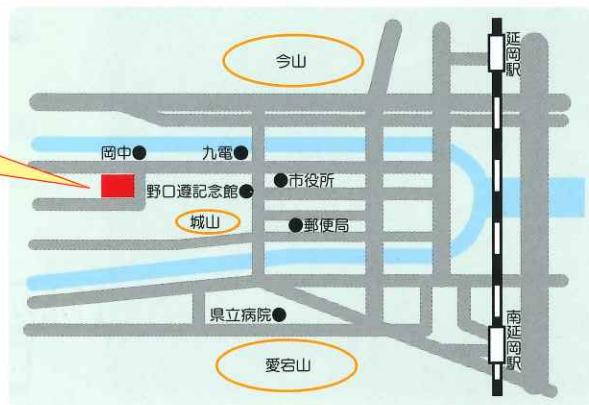 今山
延岡駅
岡中
九電
市役所
野口遵記念館
城山
郵便局
県立病院
南延岡駅
愛宕山